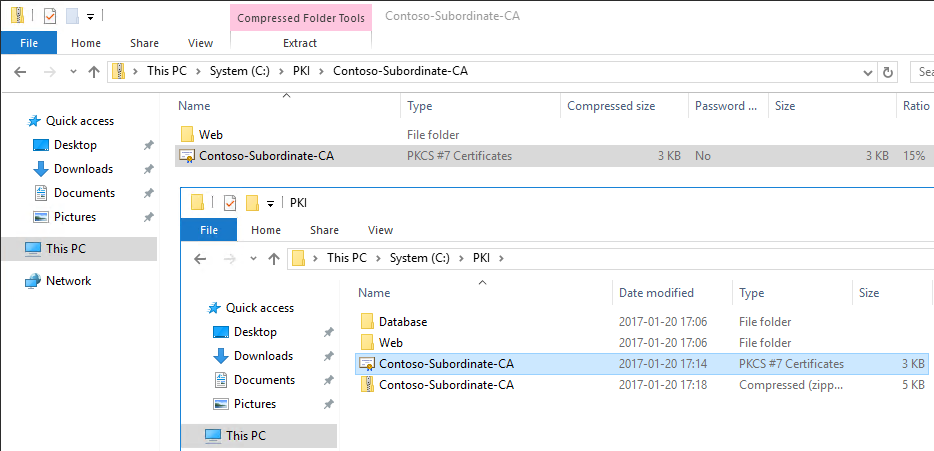 Compressed Folder Tools Contoso-Subordinate-CA
File Home Share View Extract
This PC System (C:) PKI Contoso-Subordinate-CA Sea
Name Type Compressed size Password ... Size Ratio
Quick access
Desktop
Downloads
Documents
Pictures
This PC
Network
Web File folder
Contoso-Subordinate-CA PKCS #7 Certificates 3 KB No 3 KB 15%
PKI
File Home Share View
This PC System (C:) PKI
Name Date modified Type Size
Quick access
Desktop
Downloads
Documents
Pictures
This PC
Database 2017-01-20 17:06 File folder
Web 2017-01-20 17:06 File folder
Contoso-Subordinate-CA 2017-01-20 17:14 PKCS #7 Certificates 3 KB
Contoso-Subordinate-CA 2017-01-20 17:18 Compressed (zipp... 5 KB